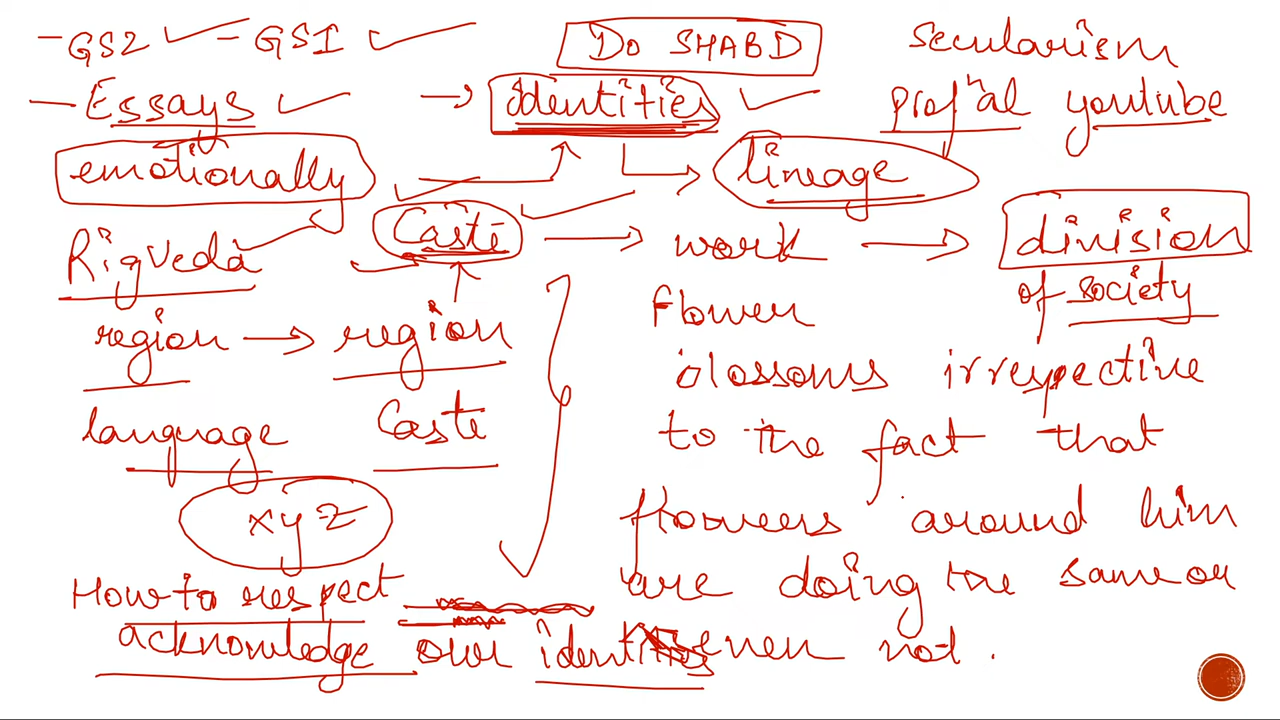 - GS2 - GS1 DO SHABD secularism
- Essays → identities prof^nal youtube
emotionally lineage
Rigveda Caste → work → division
of society
region → region flower
blossoms irrespective
language Caste to the fact that
xyz flowers around him
How to respect are doing the same or
acknowledge our identities even not.